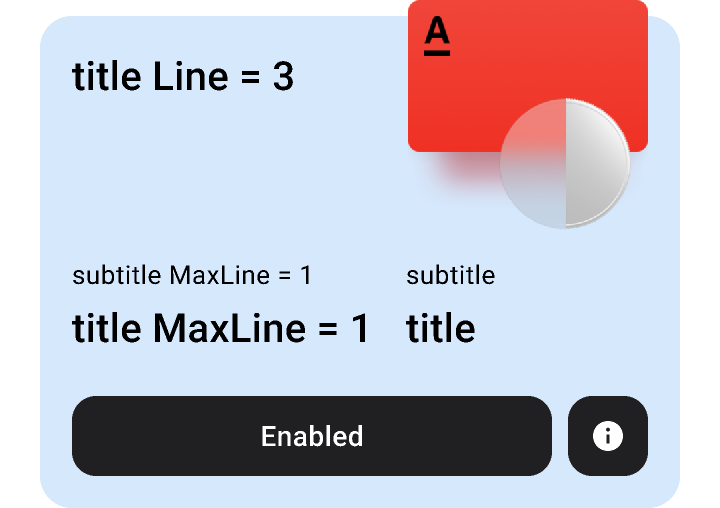 A
title Line = 3
subtitle MaxLine = 1
subtitle
title MaxLine = 1
title
Enabled